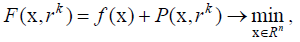 F(x, r^k) = f(x) + P(x, r^k) → min_{x∈R^n},